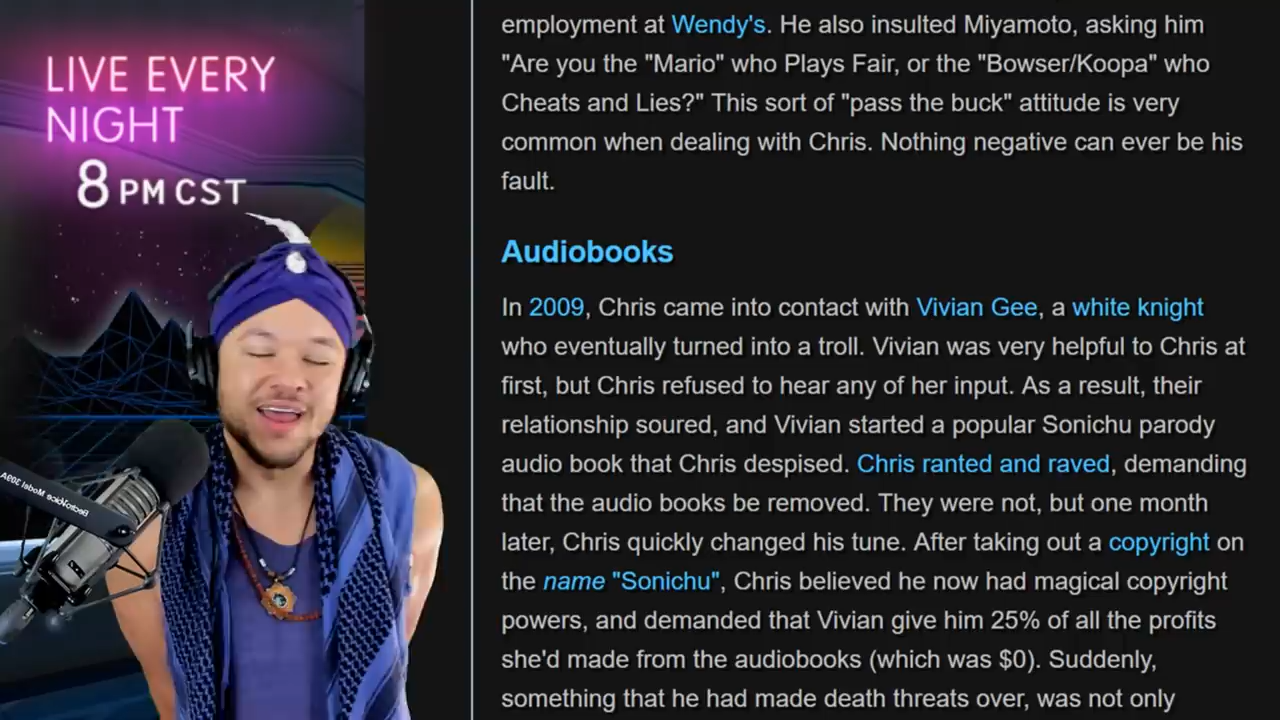 LIVE EVERY
NIGHT
8 PM CST
employment at Wendy's. He also insulted Miyamoto, asking him
"Are you the "Mario" who Plays Fair, or the "Bowser/Koopa" who
Cheats and Lies?" This sort of "pass the buck" attitude is very
common when dealing with Chris. Nothing negative can ever be his
fault.
Audiobooks
In 2009, Chris came into contact with Vivian Gee, a white knight
who eventually turned into a troll. Vivian was very helpful to Chris at
first, but Chris refused to hear any of her input. As a result, their
relationship soured, and Vivian started a popular Sonichu parody
audio book that Chris despised. Chris ranted and raved, demanding
that the audio books be removed. They were not, but one month
later, Chris quickly changed his tune. After taking out a copyright on
the name "Sonichu", Chris believed he now had magical copyright
powers, and demanded that Vivian give him 25% of all the profits
she'd made from the audiobooks (which was $0). Suddenly,
something that he had made death threats over, was not only
ElectroVoice Model 309A